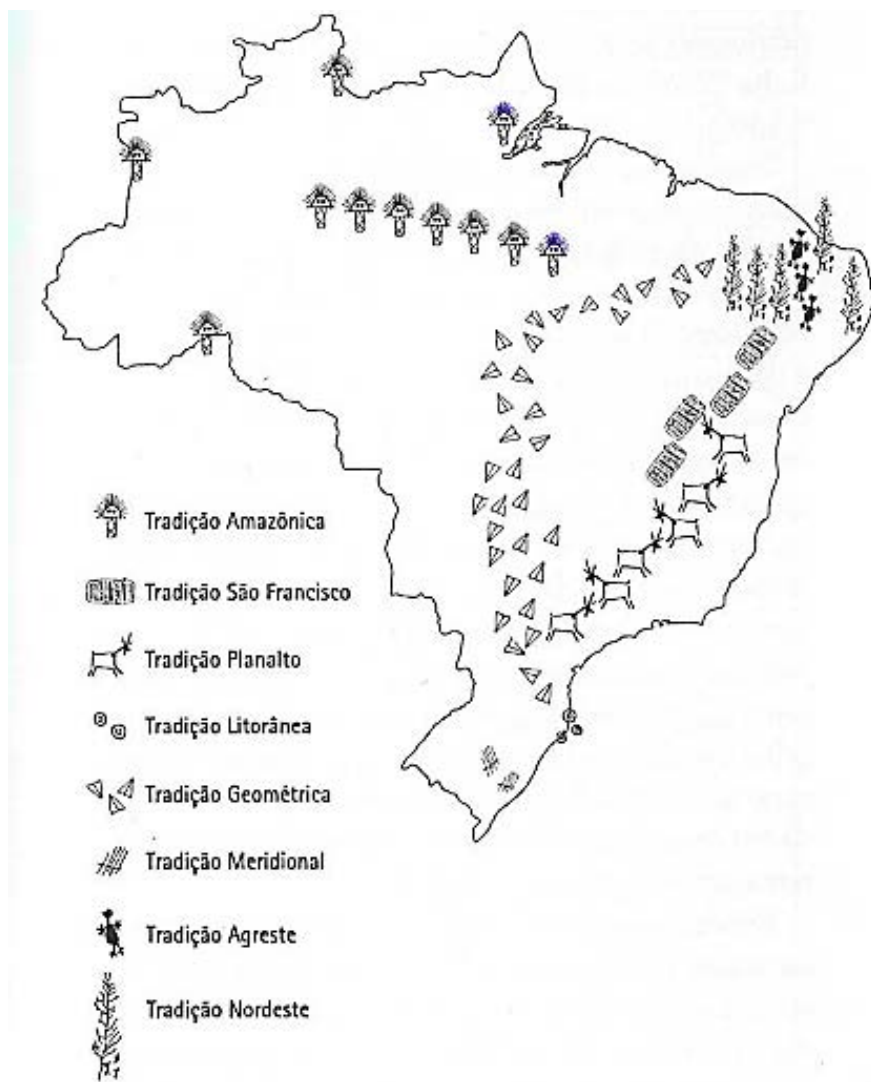 Tradição Amazônica
Tradição São Francisco
Tradição Planalto
Tradição Litorânea
Tradição Geométrica
Tradição Meridional
Tradição Agreste
Tradição Nordeste